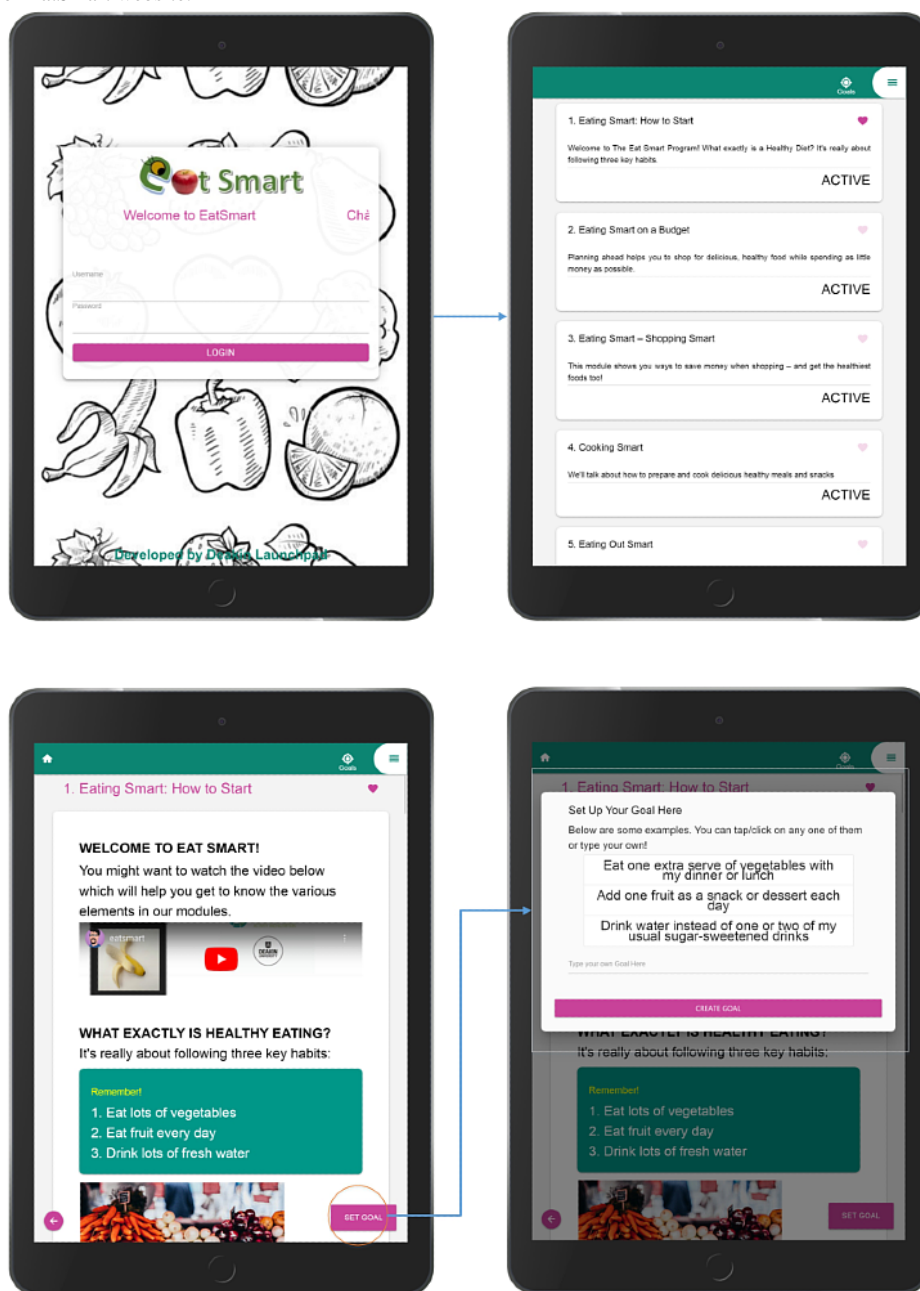 Eat Smart
Welcome to EatSmart Chà
Username
Password
LOGIN
Developed by Deakin Launchpad
Goals
1. Eating Smart: How to Start
Welcome to The Eat Smart Program! What exactly is a Healthy Diet? It's really about
following three key habits.
ACTIVE
2. Eating Smart on a Budget
Planning ahead helps you to shop for delicious, healthy food while spending as little
money as possible.
ACTIVE
3. Eating Smart – Shopping Smart
This module shows you ways to save money when shopping – and get the healthiest
foods too!
ACTIVE
4. Cooking Smart
We'll talk about how to prepare and cook delicious healthy meals and snacks
ACTIVE
5. Eating Out Smart
Goals
1. Eating Smart: How to Start
WELCOME TO EAT SMART!
You might want to watch the video below
which will help you get to know the various
elements in our modules.
eatsmart
DEAKIN
UNIVERSITY
WHAT EXACTLY IS HEALTHY EATING?
It's really about following three key habits:
Remember!
1. Eat lots of vegetables
2. Eat fruit every day
3. Drink lots of fresh water
SET GOAL
Goals
1. Eating Smart: How to Start
Set Up Your Goal Here
Below are some examples. You can tap/click on any one of them
or type your own!
Eat one extra serve of vegetables with
my dinner or lunch
Add one fruit as a snack or dessert each
day
Drink water instead of one or two of my
usual sugar-sweetened drinks
Type your own Goal Here
CREATE GOAL
WHAT EXACTLY IS HEALTHY EATING?
It's really about following three key habits:
Remember!
1. Eat lots of vegetables
2. Eat fruit every day
3. Drink lots of fresh water
SET GOAL